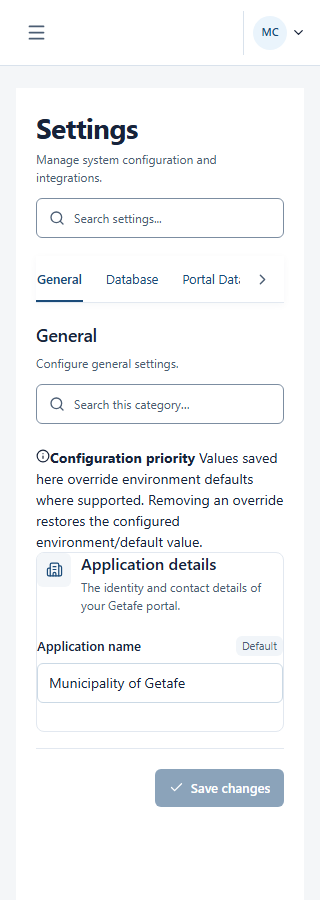 MC
Settings
Manage system configuration and
integrations.
Search settings...
General Database Portal Data
General
Configure general settings.
Search this category...
Configuration priority Values saved
here override environment defaults
where supported. Removing an override
restores the configured
environment/default value.
Application details
The identity and contact details of
your Getafe portal.
Application name Default
Municipality of Getafe
Save changes